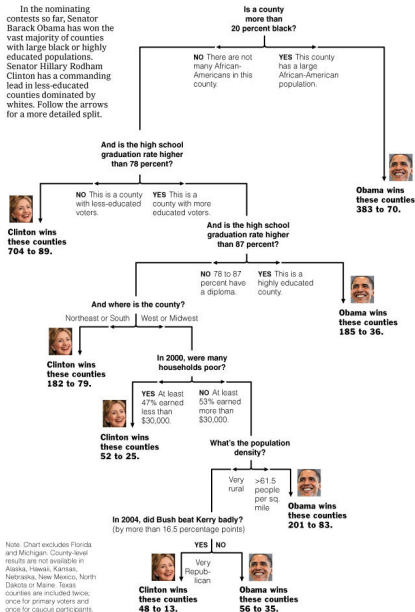 In the nominating
contests so far, Senator
Barack Obama has won the
vast majority of counties
with large black or highly
educated populations.
Senator Hillary Rodham
Clinton has a commanding
lead in less-educated
counties dominated by
whites. Follow the arrows
for a more detailed split.
Is a county
more than
20 percent black?
NO There are not
many African-
Americans in this
county.
YES This county
has a large
African-American
population.
And is the high school
graduation rate higher
than 78 percent?
Obama wins
these counties
383 to 70.
NO This is a county
with less-educated
voters.
YES This is a
county with more
educated voters.
Clinton wins
these counties
704 to 89.
And is the high school
graduation rate higher
than 87 percent?
NO 78 to 87
percent have
a diploma.
YES This is a
highly educated
county.
Obama wins
these counties
185 to 36.
And where is the county?
Northeast or South
West or Midwest
Clinton wins
these counties
182 to 79.
In 2000, were many
households poor?
YES At least
47% earned
less than
$30,000.
NO At least
53% earned
more than
$30,000.
Clinton wins
these counties
52 to 25.
What's the population
density?
Very
rural
>61.5
people
per sq.
mile
Obama wins
these counties
201 to 83.
In 2004, did Bush beat Kerry badly?
(by more than 16.5 percentage points)
YES
NO
Very
Repub-
lican
Clinton wins
these counties
48 to 13.
Obama wins
these counties
56 to 35.
Note. Chart excludes Florida
and Michigan. County-level
results are not available in
Alaska, Hawaii, Kansas,
Nebraska, New Mexico, North
Dakota or Maine. Texas
counties are included twice;
once for primary voters and
once for caucus participants.